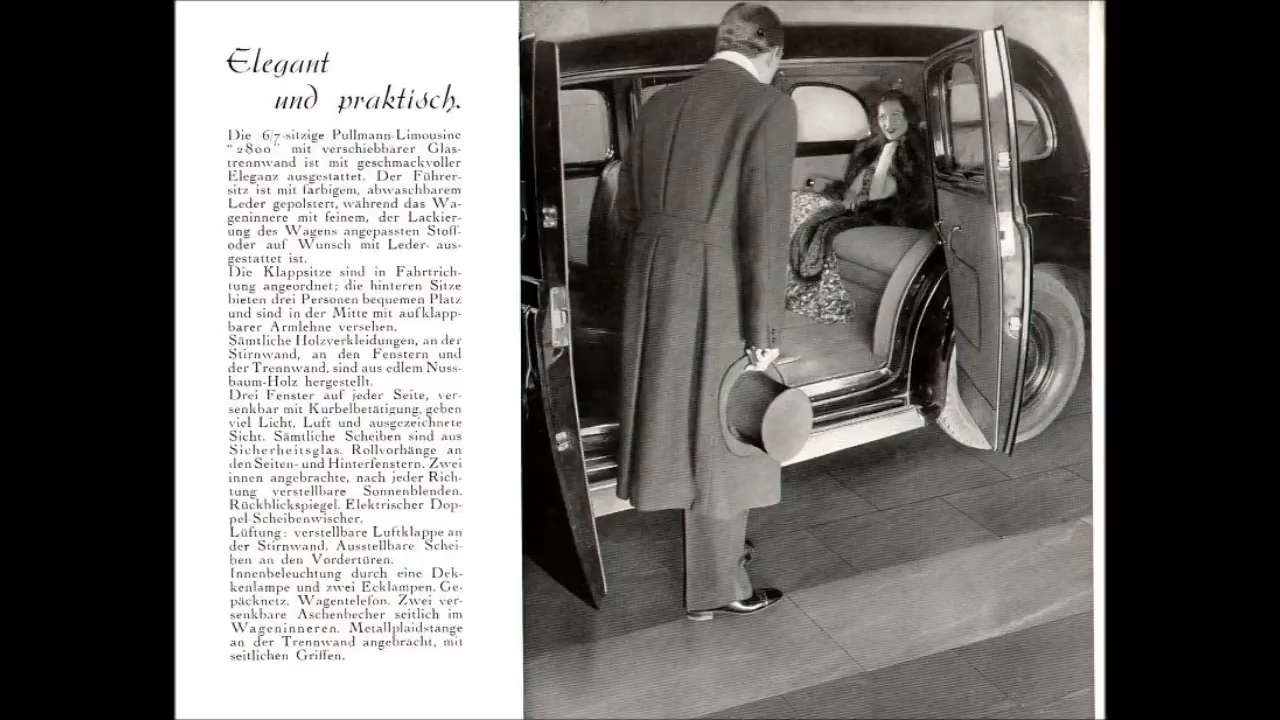 Elegant
und praktisch.
Die 6/7-sitzige Pullmann-Limousine
"2800" mit verschiebbarer Glas-
trennwand ist mit geschmackvoller
Eleganz ausgestattet. Der Führer-
sitz ist mit farbigem, abwaschbarem
Leder gepolstert, während das Wa-
geninnere mit feinem, der Lackier-
ung des Wagens angepassten Stoff-
oder auf Wunsch mit Leder- aus-
gestattet ist.
Die Klappsitze sind in Fahrtrich-
tung angeordnet; die hinteren Sitze
bieten drei Personen bequemen Platz
und sind in der Mitte mit aufklapp-
barer Armlehne versehen.
Sämtliche Holzverkleidungen, an der
Stirnwand, an den Fenstern und
der Trennwand, sind aus edlem Nuss-
baum-Holz hergestellt.
Drei Fenster auf jeder Seite, ver-
senkbar mit Kurbelbetätigung, geben
viel Licht, Luft und ausgezeichnete
Sicht. Sämtliche Scheiben sind aus
Sicherheitsglas. Rollvorhänge an
den Seiten- und Hinterfenstern. Zwei
innen angebrachte, nach jeder Rich-
tung verstellbare Sonnenblenden.
Rückblickspiegel. Elektrischer Dop-
pel-Scheibenwischer.
Lüftung: verstellbare Luftklappe an
der Stirnwand. Ausstellbare Schei-
ben an den Vordertüren.
Innenbeleuchtung durch eine Dek-
kenlampe und zwei Ecklampen. Ge-
päcknetz. Wagentelefon. Zwei ver-
senkbare Aschenbecher seitlich im
Wageninneren. Metallplaidstange
an der Trennwand angebracht, mit
seitlichen Griffen.